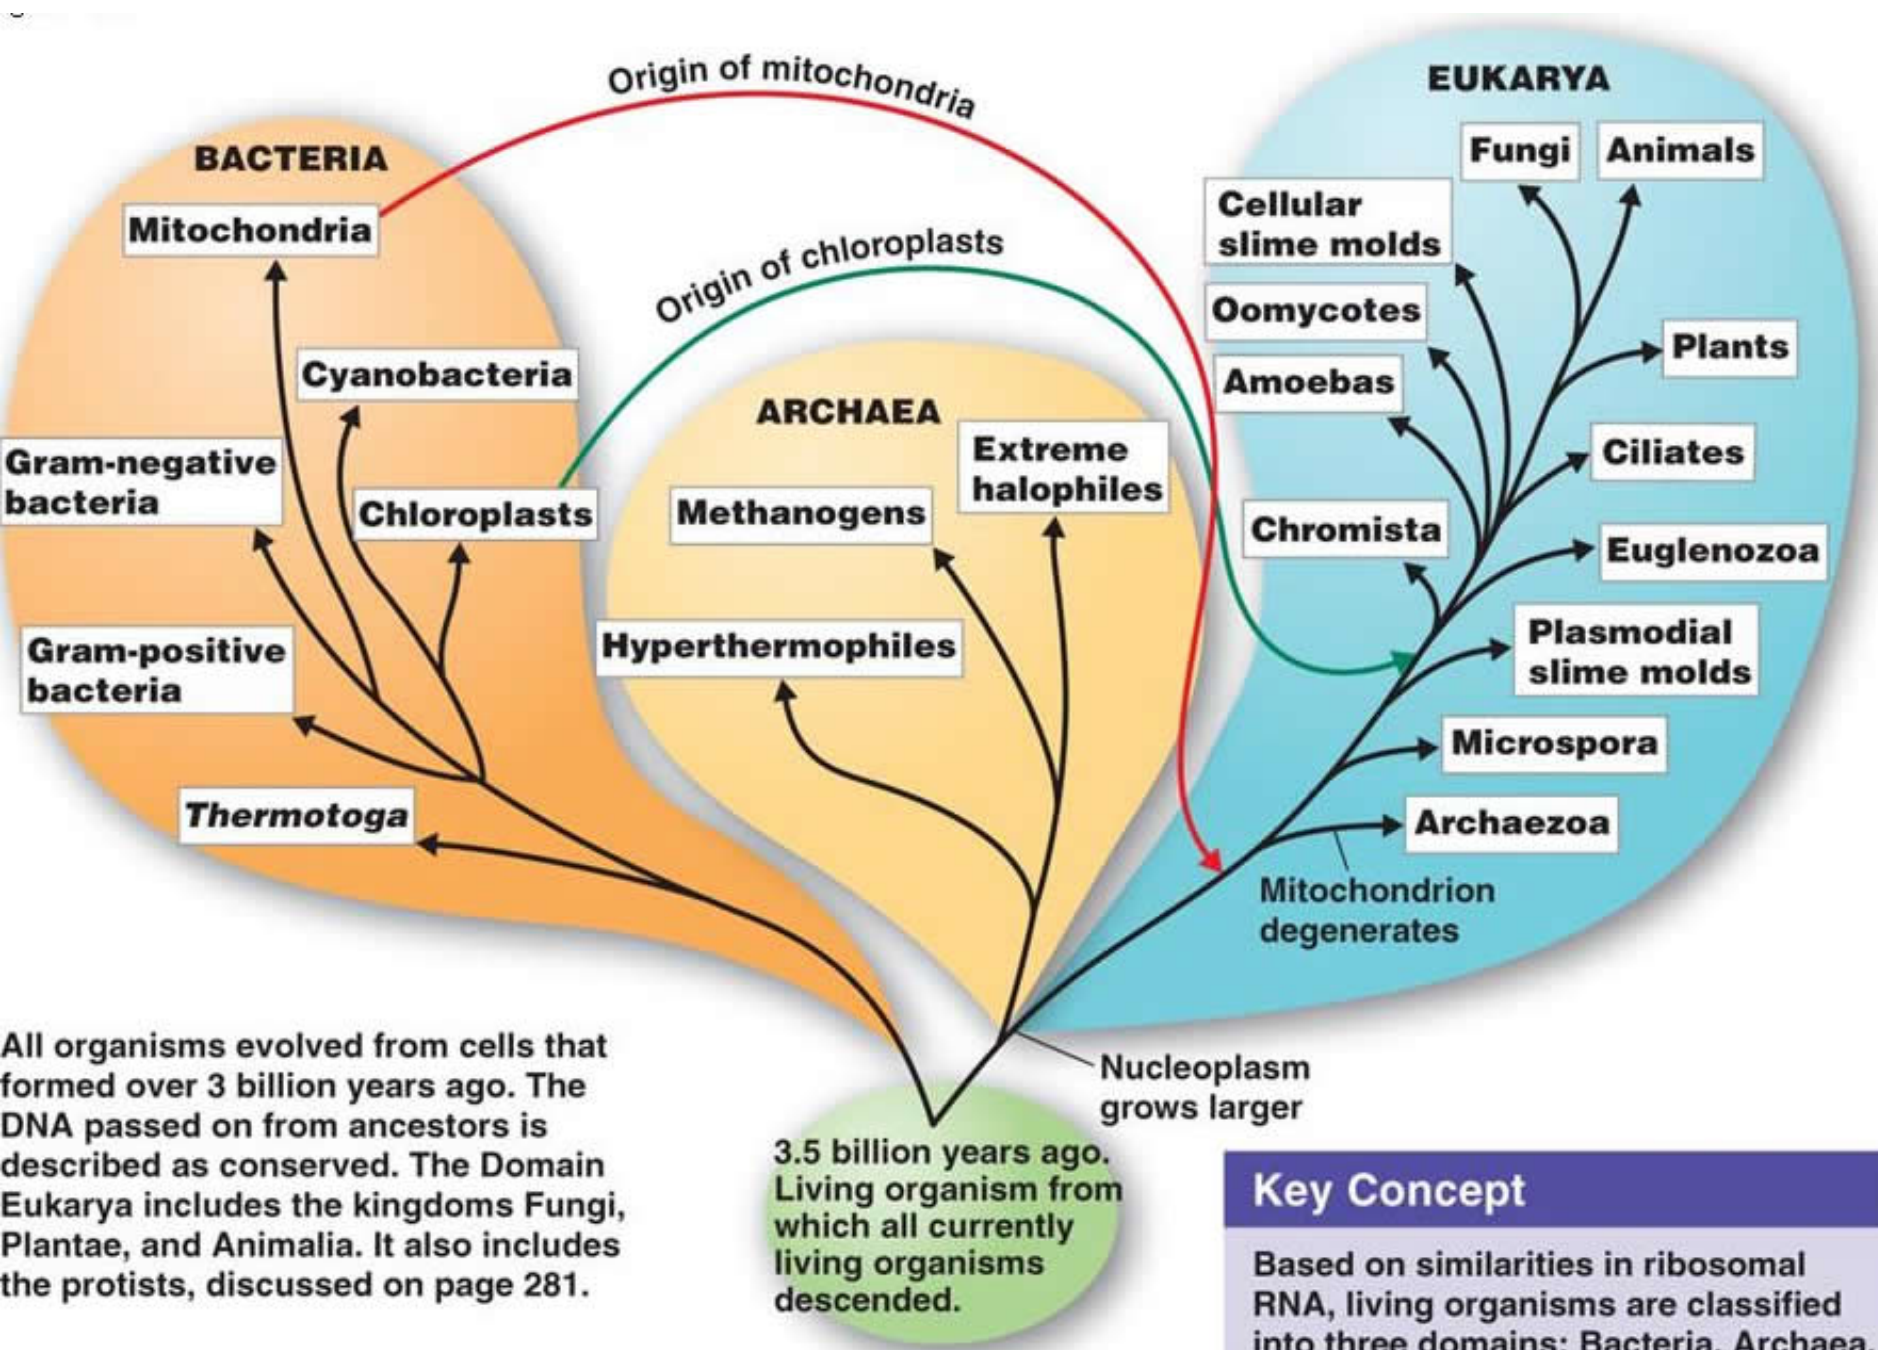 Origin of mitochondria
EUKARYA
Fungi
Animals
BACTERIA
Mitochondria
Cellular
slime molds
Origin of chloroplasts
Oomycotes
Plants
Cyanobacteria
Amoebas
ARCHAEA
Extreme
halophiles
Ciliates
Gram-negative
bacteria
Chloroplasts
Methanogens
Chromista
Euglenozoa
Gram-positive
bacteria
Hyperthermophiles
Plasmodial
slime molds
Microspora
Thermotoga
Archaezoa
Mitochondrion
degenerates
Nucleoplasm
grows larger
All organisms evolved from cells that
formed over 3 billion years ago. The
DNA passed on from ancestors is
described as conserved. The Domain
Eukarya includes the kingdoms Fungi,
Plantae, and Animalia. It also includes
the protists, discussed on page 281.
3.5 billion years ago.
Living organism from
which all currently
living organisms
descended.
Key Concept
Based on similarities in ribosomal
RNA, living organisms are classified
into three domains: Bacteria, Archaea,